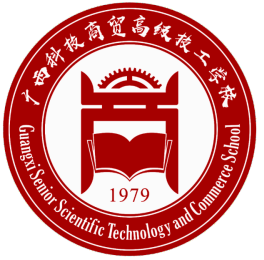 广西科技商贸高级技工学校
1979
Guangxi Senior Scientific Technology and Commerce School